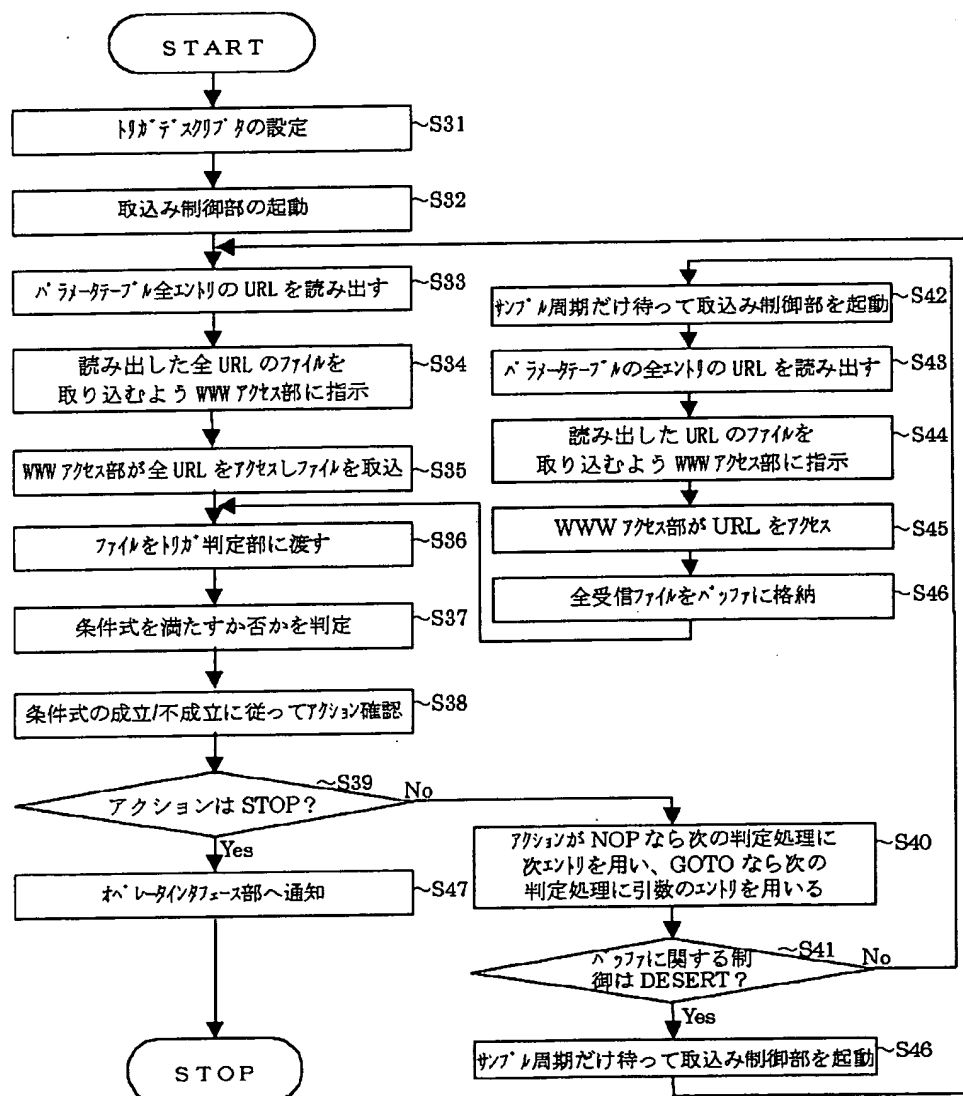 START
トリガデスクリプタの設定
~S31
取込み制御部の起動
~S32
パラメータテーブル全エントリの URL を読み出す
~S33
読み出した全 URL のファイルを
取り込むよう WWW アクセス部に指示
~S34
WWW アクセス部が全 URL をアクセスしファイルを取込
~S35
ファイルをトリガ判定部に渡す
~S36
条件式を満たすか否かを判定
~S37
条件式の成立/不成立に従ってアクション確認
~S38
アクションは STOP？
~S39
No
Yes
オペレータインタフェース部へ通知
~S47
STOP
サンプル周期だけ待って取込み制御部を起動
~S42
パラメータテーブルの全エントリの URL を読み出す
~S43
読み出した URL のファイルを
取り込むよう WWW アクセス部に指示
~S44
WWW アクセス部が URL をアクセス
~S45
全受信ファイルをバッファに格納
~S46
アクションが NOP なら次の判定処理に
次エントリを用い、GOTO なら次の
判定処理に引数のエントリを用いる
~S40
バッファに関する制
御は DESERT？
~S41
No
Yes
サンプル周期だけ待って取込み制御部を起動
~S46